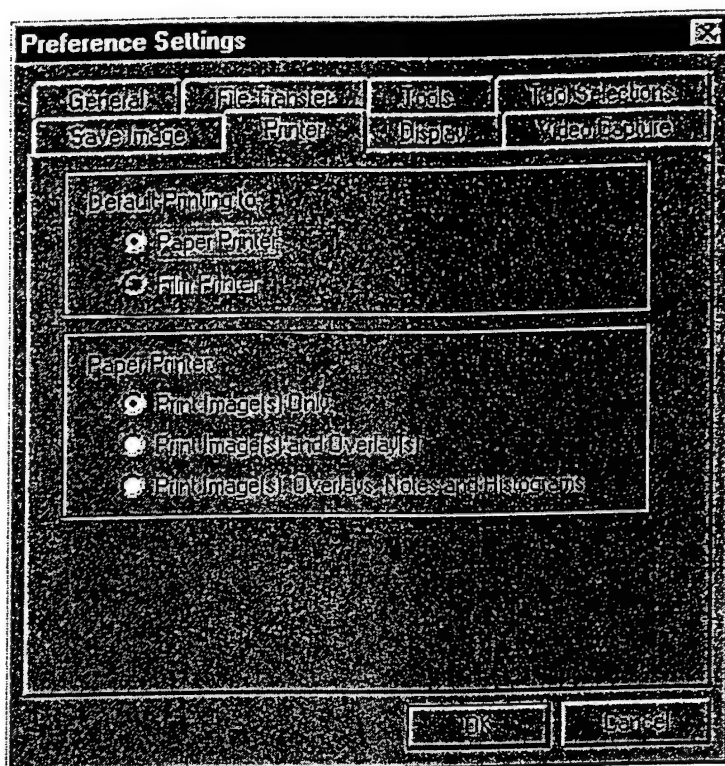 Preference Settings
General File Transfer Tools Tool Selections
Save Image Printer Display Video Capture
Default Printing to:
Paper Printer
Film Printer
Paper Printer:
Print Image(s) Only
Print Image(s) and Overlay(s)
Print Image(s), Overlays, Notes and Histograms
OK Cancel